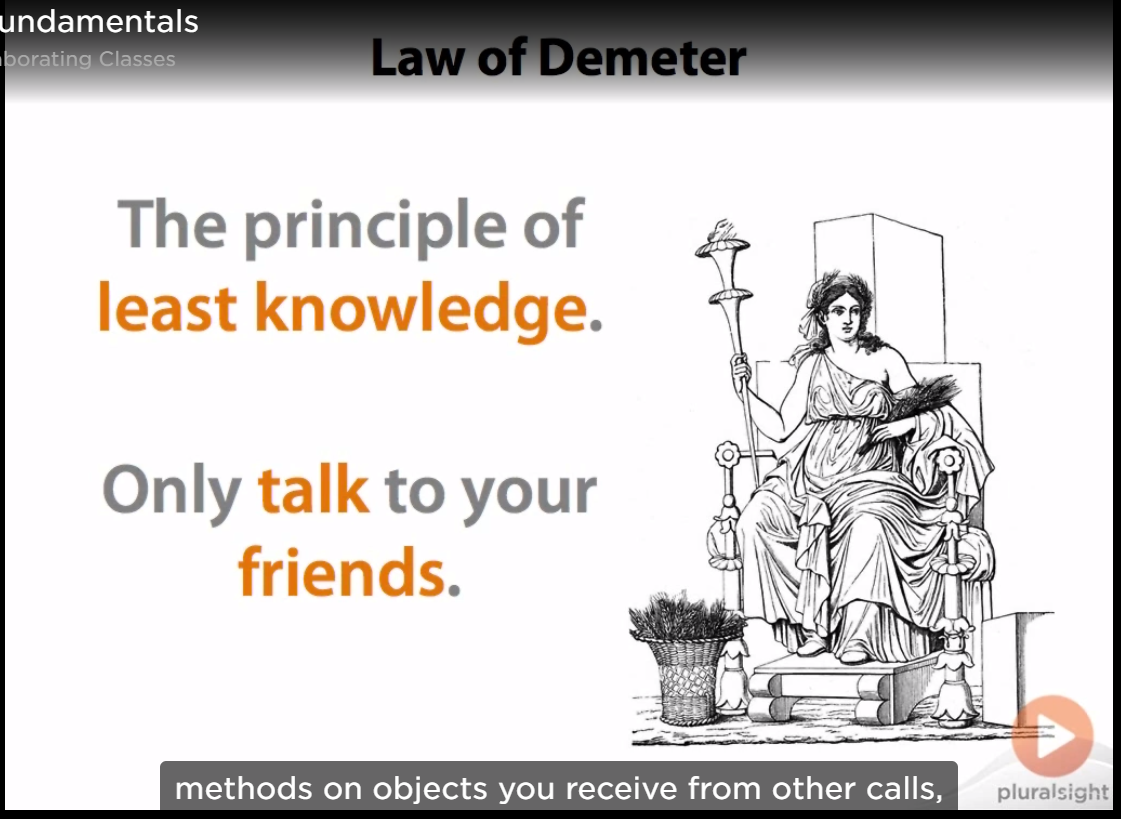 undamentals
borating Classes
Law of Demeter
The principle of
least knowledge.
Only talk to your
friends.
methods on objects you receive from other calls,
pluralsight